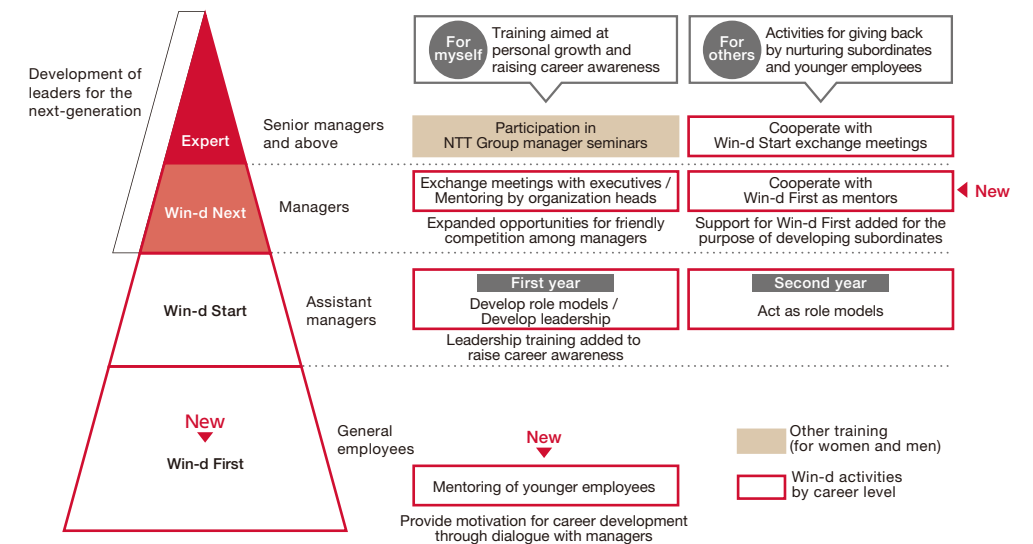 Development of
leaders for the
next-generation
For
myself
Training aimed at
personal growth and
raising career awareness
For
others
Activities for giving back
by nurturing subordinates
and younger employees
Expert
Senior managers
and above
Participation in
NTT Group manager seminars
Cooperate with
Win-d Start exchange meetings
Win-d Next
Managers
Exchange meetings with executives /
Mentoring by organization heads
Expanded opportunities for friendly
competition among managers
Cooperate with
Win-d First as mentors
New
Support for Win-d First added for the
purpose of developing subordinates
Win-d Start
Assistant
managers
First year
Develop role models /
Develop leadership
Leadership training added to
raise career awareness
Second year
Act as role models
New
Win-d First
General
employees
New
Mentoring of younger employees
Provide motivation for career development
through dialogue with managers
Other training
(for women and men)
Win-d activities
by career level